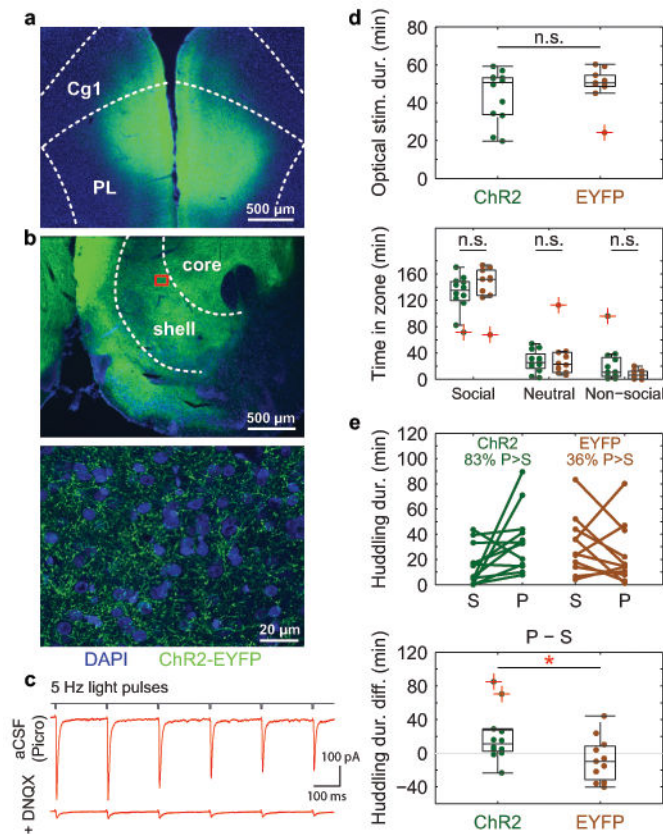 a
Cg1
PL
500 µm
b
core
shell
500 µm
20 µm
DAPI ChR2-EYFP
c
5 Hz light pulses
aCSF
(Picro)
+ DNQX
100 pA
100 ms
d
Optical stim. dur. (min)
80
60
40
20
0
n.s.
ChR2 EYFP
Time in zone (min)
160
120
80
40
0
n.s. n.s. n.s.
Social Neutral Non-social
e
Huddling dur. (min)
120
100
80
60
40
20
0
ChR2 EYFP
83% P>S 36% P>S
S P S P
P − S
Huddling dur. diff. (min)
120
80
40
0
−40
*
ChR2 EYFP